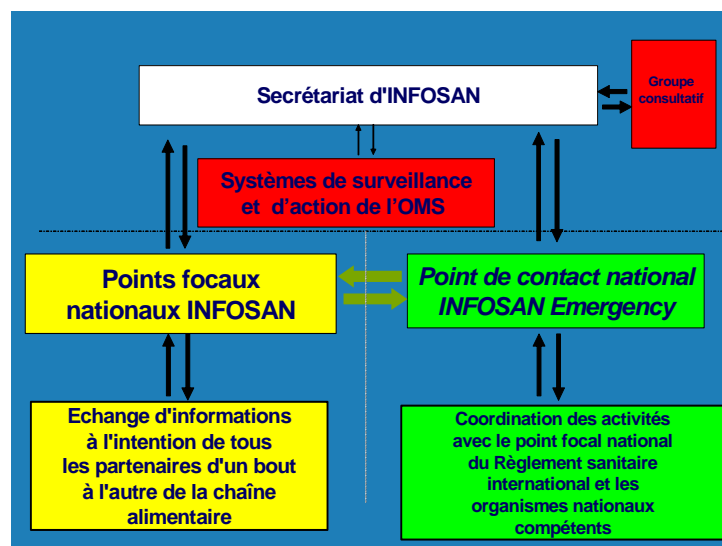 Secrétariat d'INFOSAN
Groupe
consultatif
Systèmes de surveillance
et d'action de l'OMS
Points focaux
nationaux INFOSAN
Point de contact national
INFOSAN Emergency
Echange d'informations
à l'intention de tous
les partenaires d'un bout
à l'autre de la chaîne
alimentaire
Coordination des activités
avec le point focal national
du Règlement sanitaire
international et les
organismes nationaux
compétents